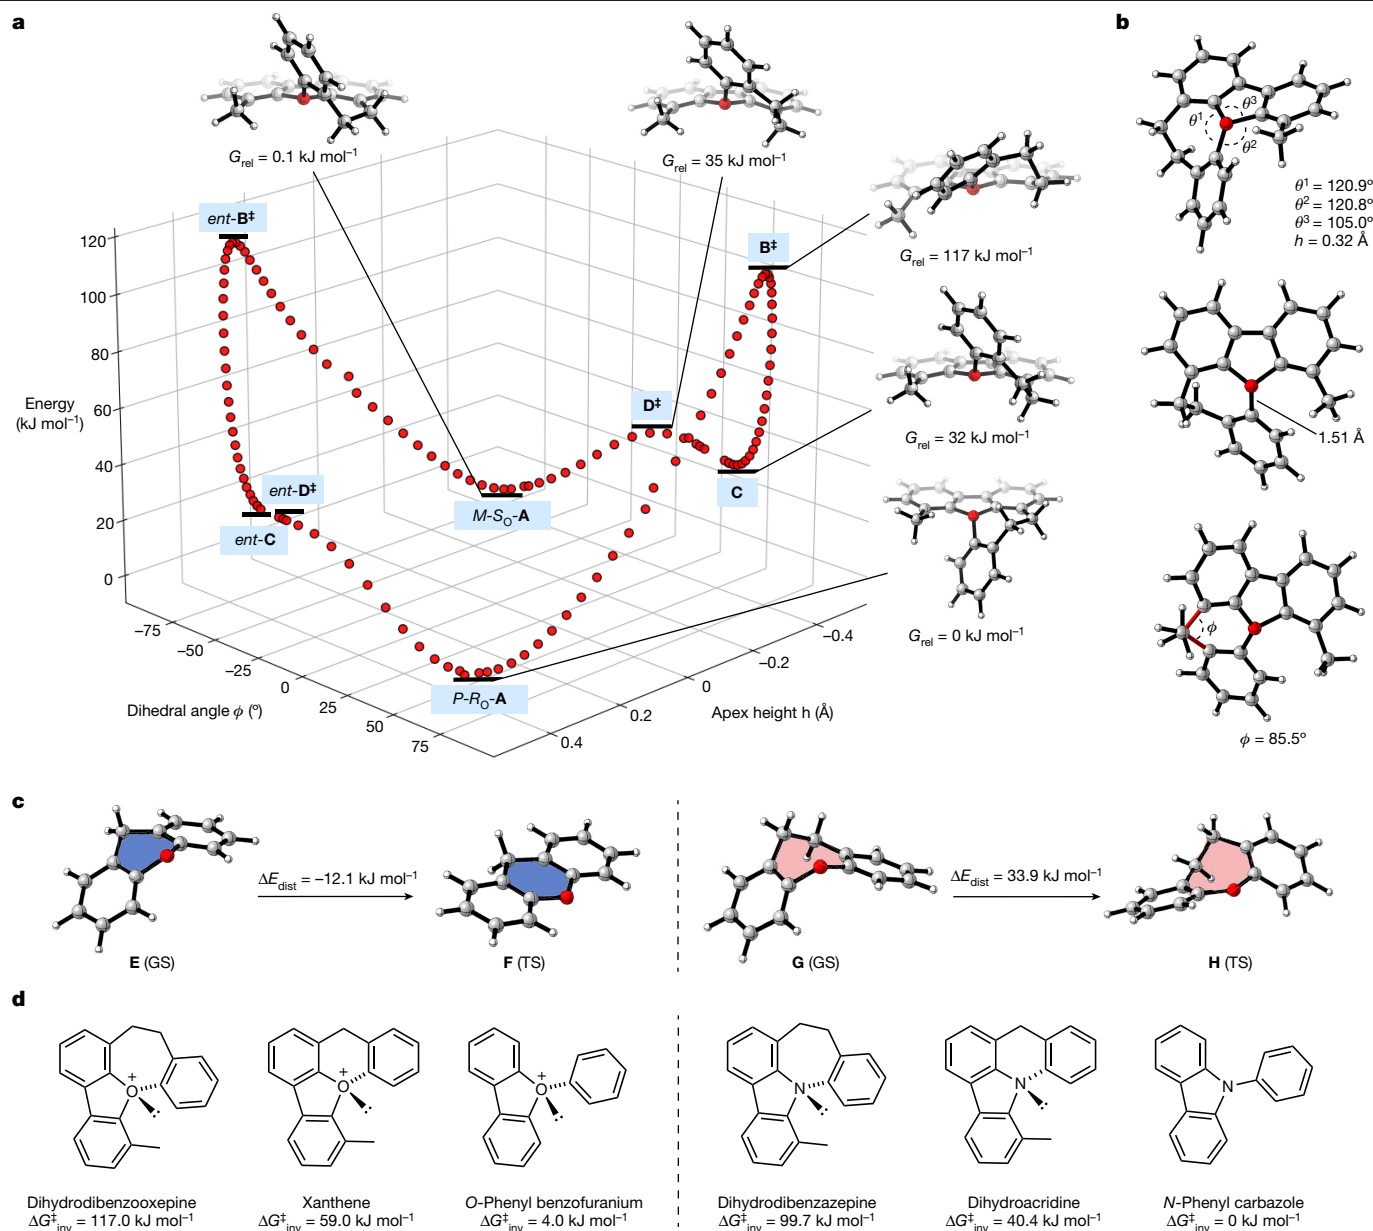 a
b
G_rel = 0.1 kJ mol⁻¹
G_rel = 35 kJ mol⁻¹
G_rel = 117 kJ mol⁻¹
G_rel = 32 kJ mol⁻¹
G_rel = 0 kJ mol⁻¹
ent-B‡
B‡
D‡
C
ent-D‡
ent-C
M-S_O-A
P-R_O-A
Energy
(kJ mol⁻¹)
120
100
80
60
40
20
0
−75
−50
−25
0
25
50
75
Dihedral angle ϕ (º)
−0.4
−0.2
0
0.2
0.4
Apex height h (Å)
θ¹
θ³
θ²
θ¹ = 120.9º
θ² = 120.8º
θ³ = 105.0º
h = 0.32 Å
1.51 Å
ϕ
ϕ = 85.5º
c
ΔE_dist = −12.1 kJ mol⁻¹
E (GS)
F (TS)
ΔE_dist = 33.9 kJ mol⁻¹
G (GS)
H (TS)
d
O
+
:
O
+
:
O
+
:
N
:
N
:
N
Dihydrodibenzooxepine
ΔG‡_inv = 117.0 kJ mol⁻¹
Xanthene
ΔG‡_inv = 59.0 kJ mol⁻¹
O-Phenyl benzofuranium
ΔG‡_inv = 4.0 kJ mol⁻¹
Dihydrodibenzazepine
ΔG‡_inv = 99.7 kJ mol⁻¹
Dihydroacridine
ΔG‡_inv = 40.4 kJ mol⁻¹
N-Phenyl carbazole
ΔG‡_inv = 0 kJ mol⁻¹